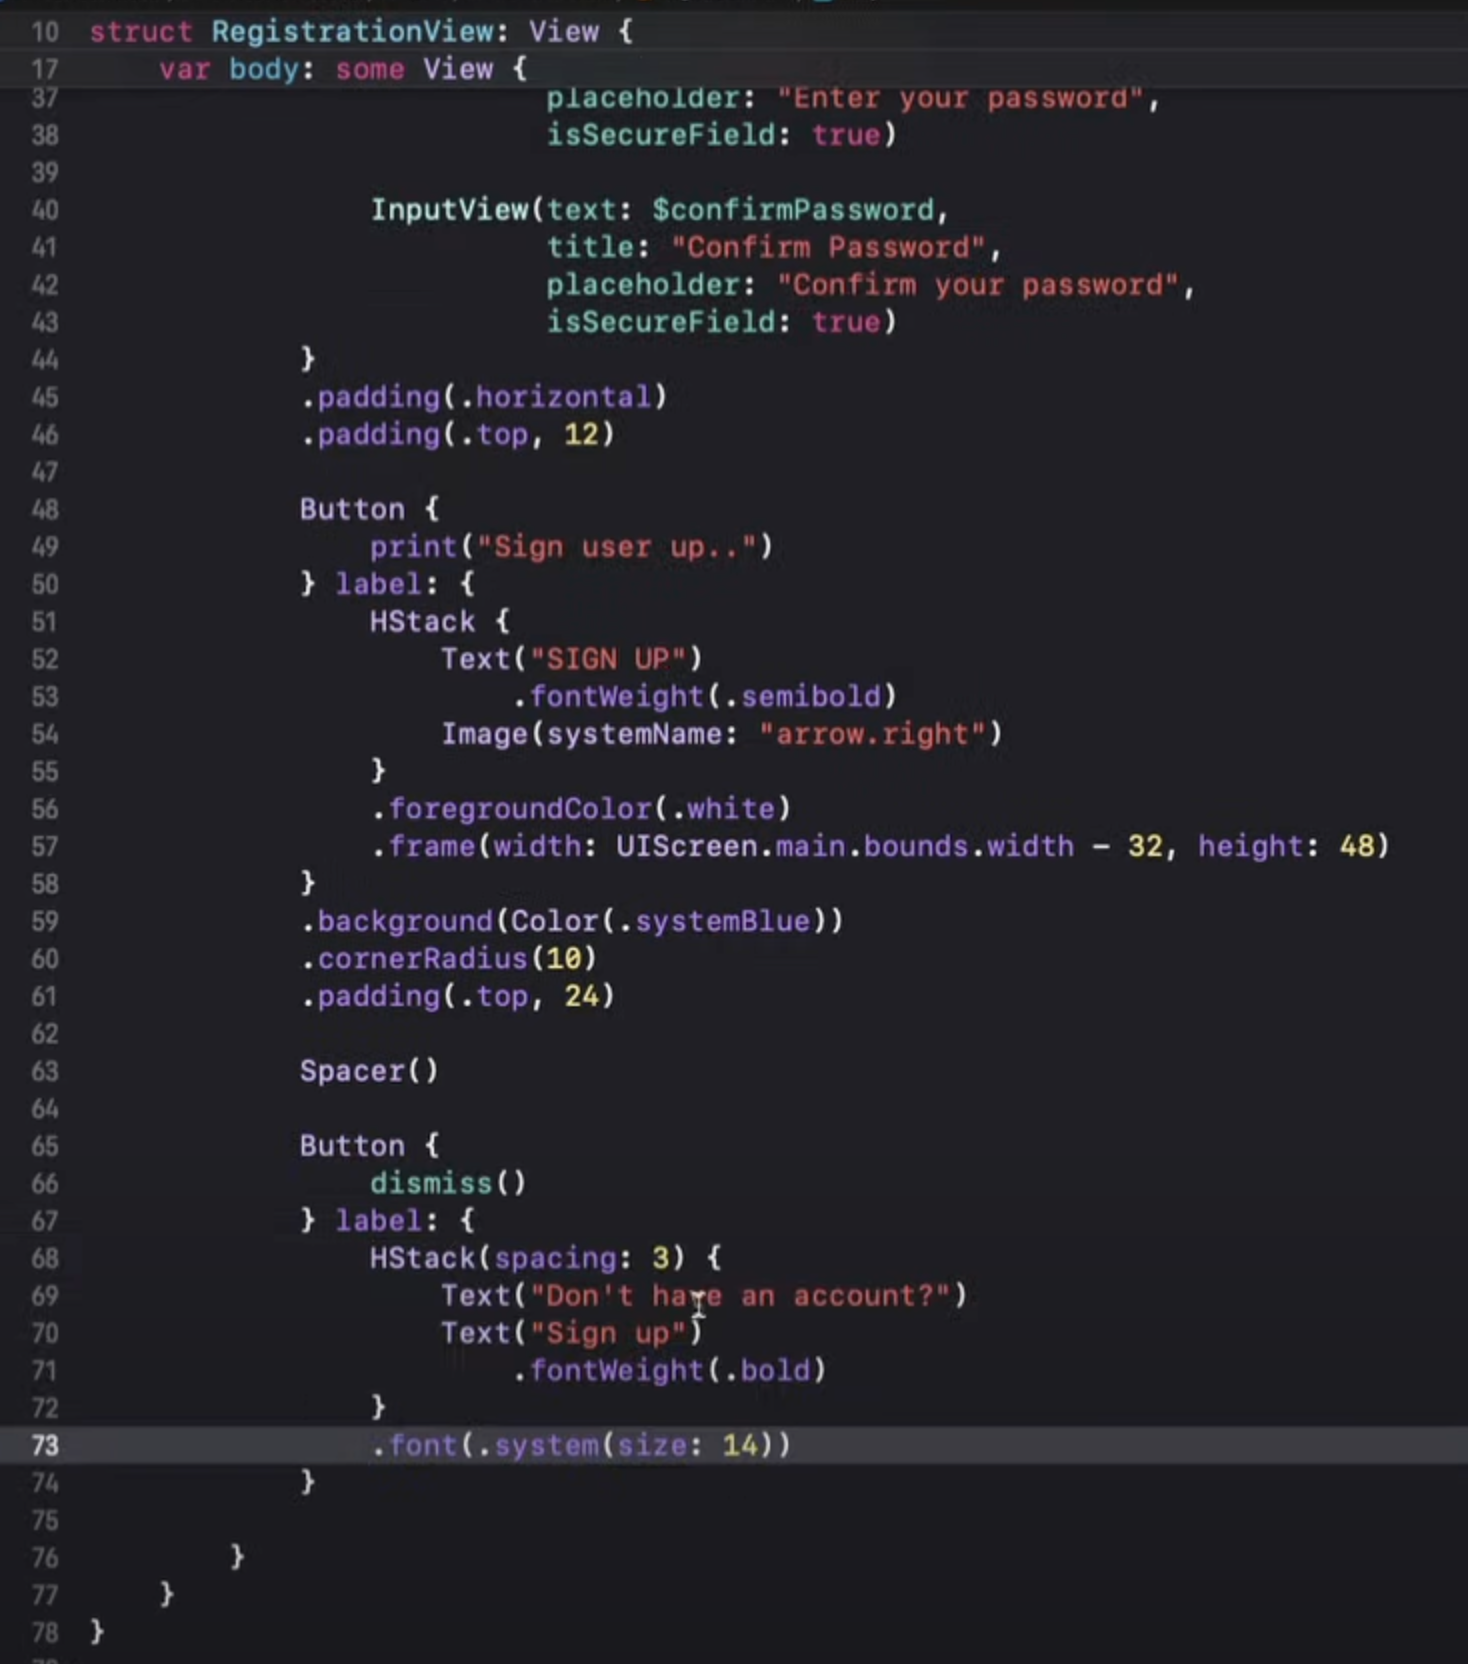 10 struct RegistrationView: View {
17 var body: some View {
37 placeholder: "Enter your password",
38 isSecureField: true)
39
40 InputView(text: $confirmPassword,
41 title: "Confirm Password",
42 placeholder: "Confirm your password",
43 isSecureField: true)
44 }
45 .padding(.horizontal)
46 .padding(.top, 12)
47
48 Button {
49 print("Sign user up..")
50 } label: {
51 HStack {
52 Text("SIGN UP")
53 .fontWeight(.semibold)
54 Image(systemName: "arrow.right")
55 }
56 .foregroundColor(.white)
57 .frame(width: UIScreen.main.bounds.width - 32, height: 48)
58 }
59 .background(Color(.systemBlue))
60 .cornerRadius(10)
61 .padding(.top, 24)
62
63 Spacer()
64
65 Button {
66 dismiss()
67 } label: {
68 HStack(spacing: 3) {
69 Text("Don't have an account?")
70 Text("Sign up")
71 .fontWeight(.bold)
72 }
73 .font(.system(size: 14))
74 }
75
76 }
77 }
78 }